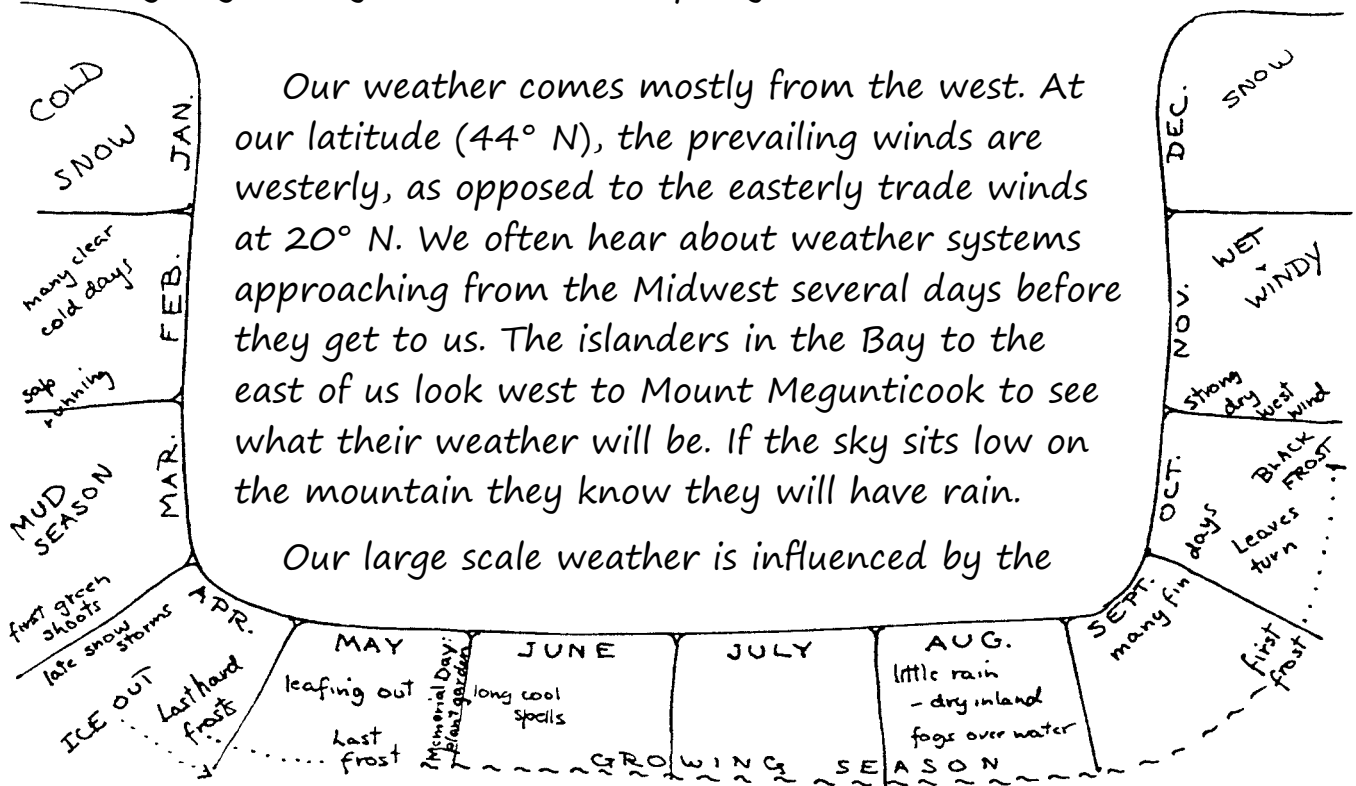 Our weather comes mostly from the west. At
our latitude (44° N), the prevailing winds are
westerly, as opposed to the easterly trade winds
at 20° N. We often hear about weather systems
approaching from the Midwest several days before
they get to us. The islanders in the Bay to the
east of us look west to Mount Megunticook to see
what their weather will be. If the sky sits low on
the mountain they know they will have rain.
Our large scale weather is influenced by the
JAN.
COLD
SNOW
FEB.
many clear
cold days
sap
running
MAR.
MUD
SEASON
first green
shoots
APR.
late snow
storms
ICE OUT
Last hard
frosts
MAY
leafing out
Last
frost
Memorial Day:
plant garden
JUNE
long cool
spells
JULY
AUG.
little rain
- dry inland
fogs over water
GROWING SEASON
SEPT.
many fin
days
first
frost
OCT.
Leaves
turn
BLACK
FROST
NOV.
WET
WINDY
strong
dry
west
wind
DEC.
SNOW